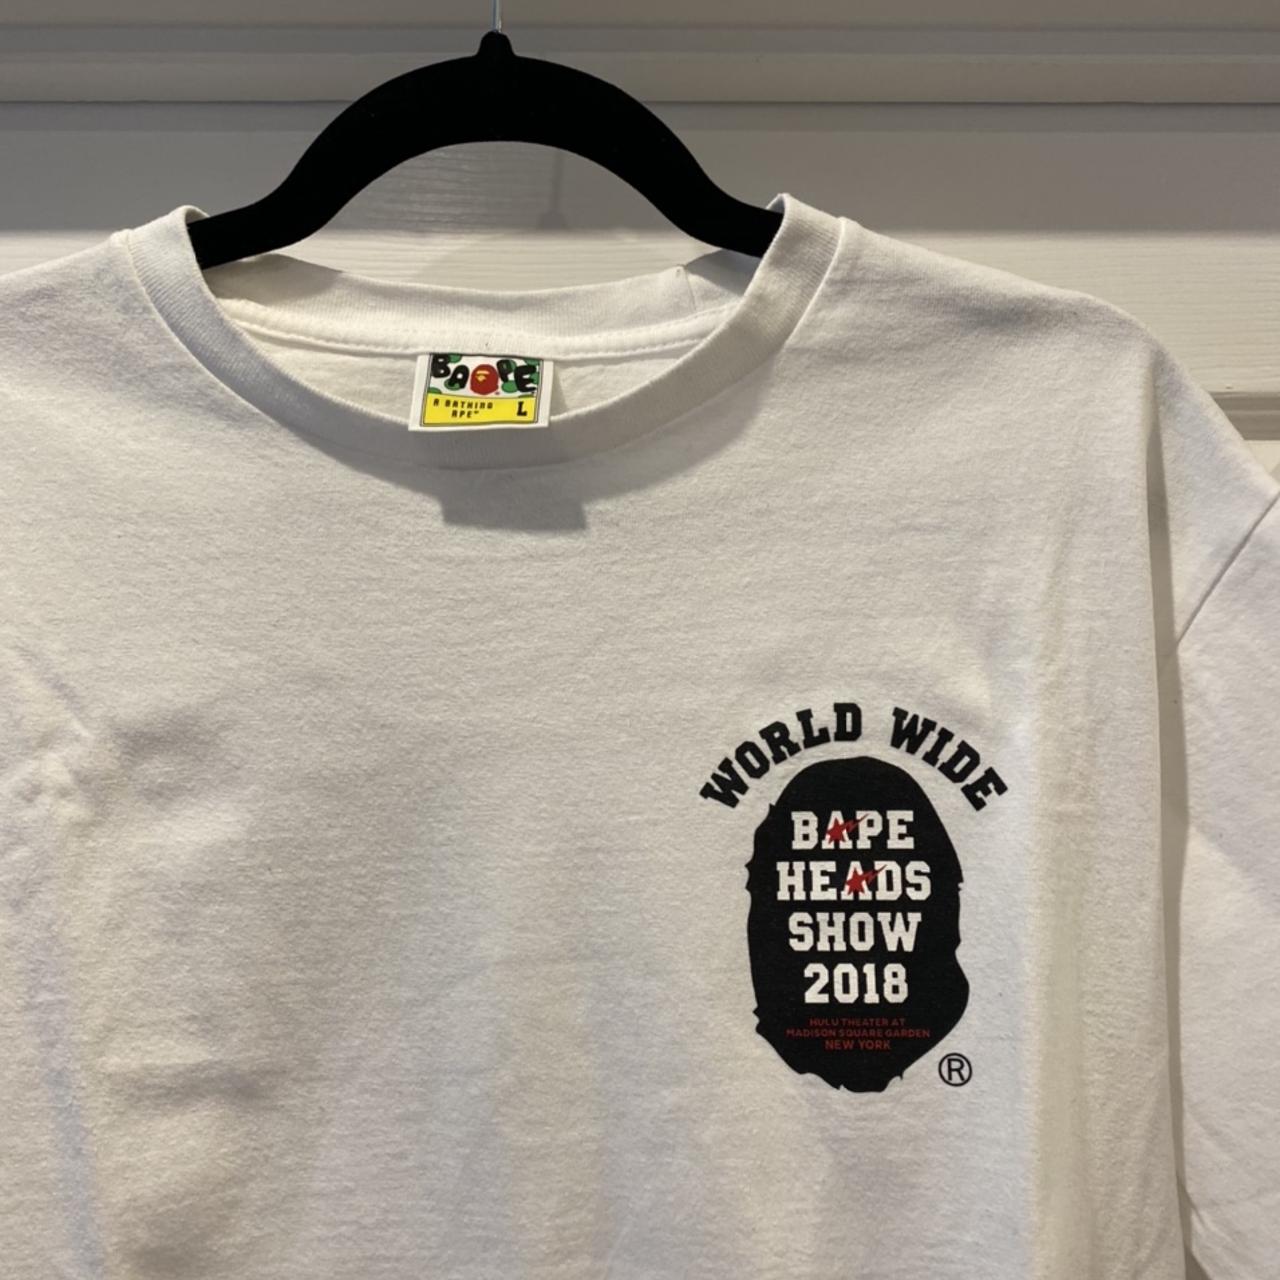 BAPE
A BATHING
APE"
L
WORLD WIDE
BAPE
HEADS
SHOW
2018
HULU THEATER AT
MADISON SQUARE GARDEN
NEW YORK
®